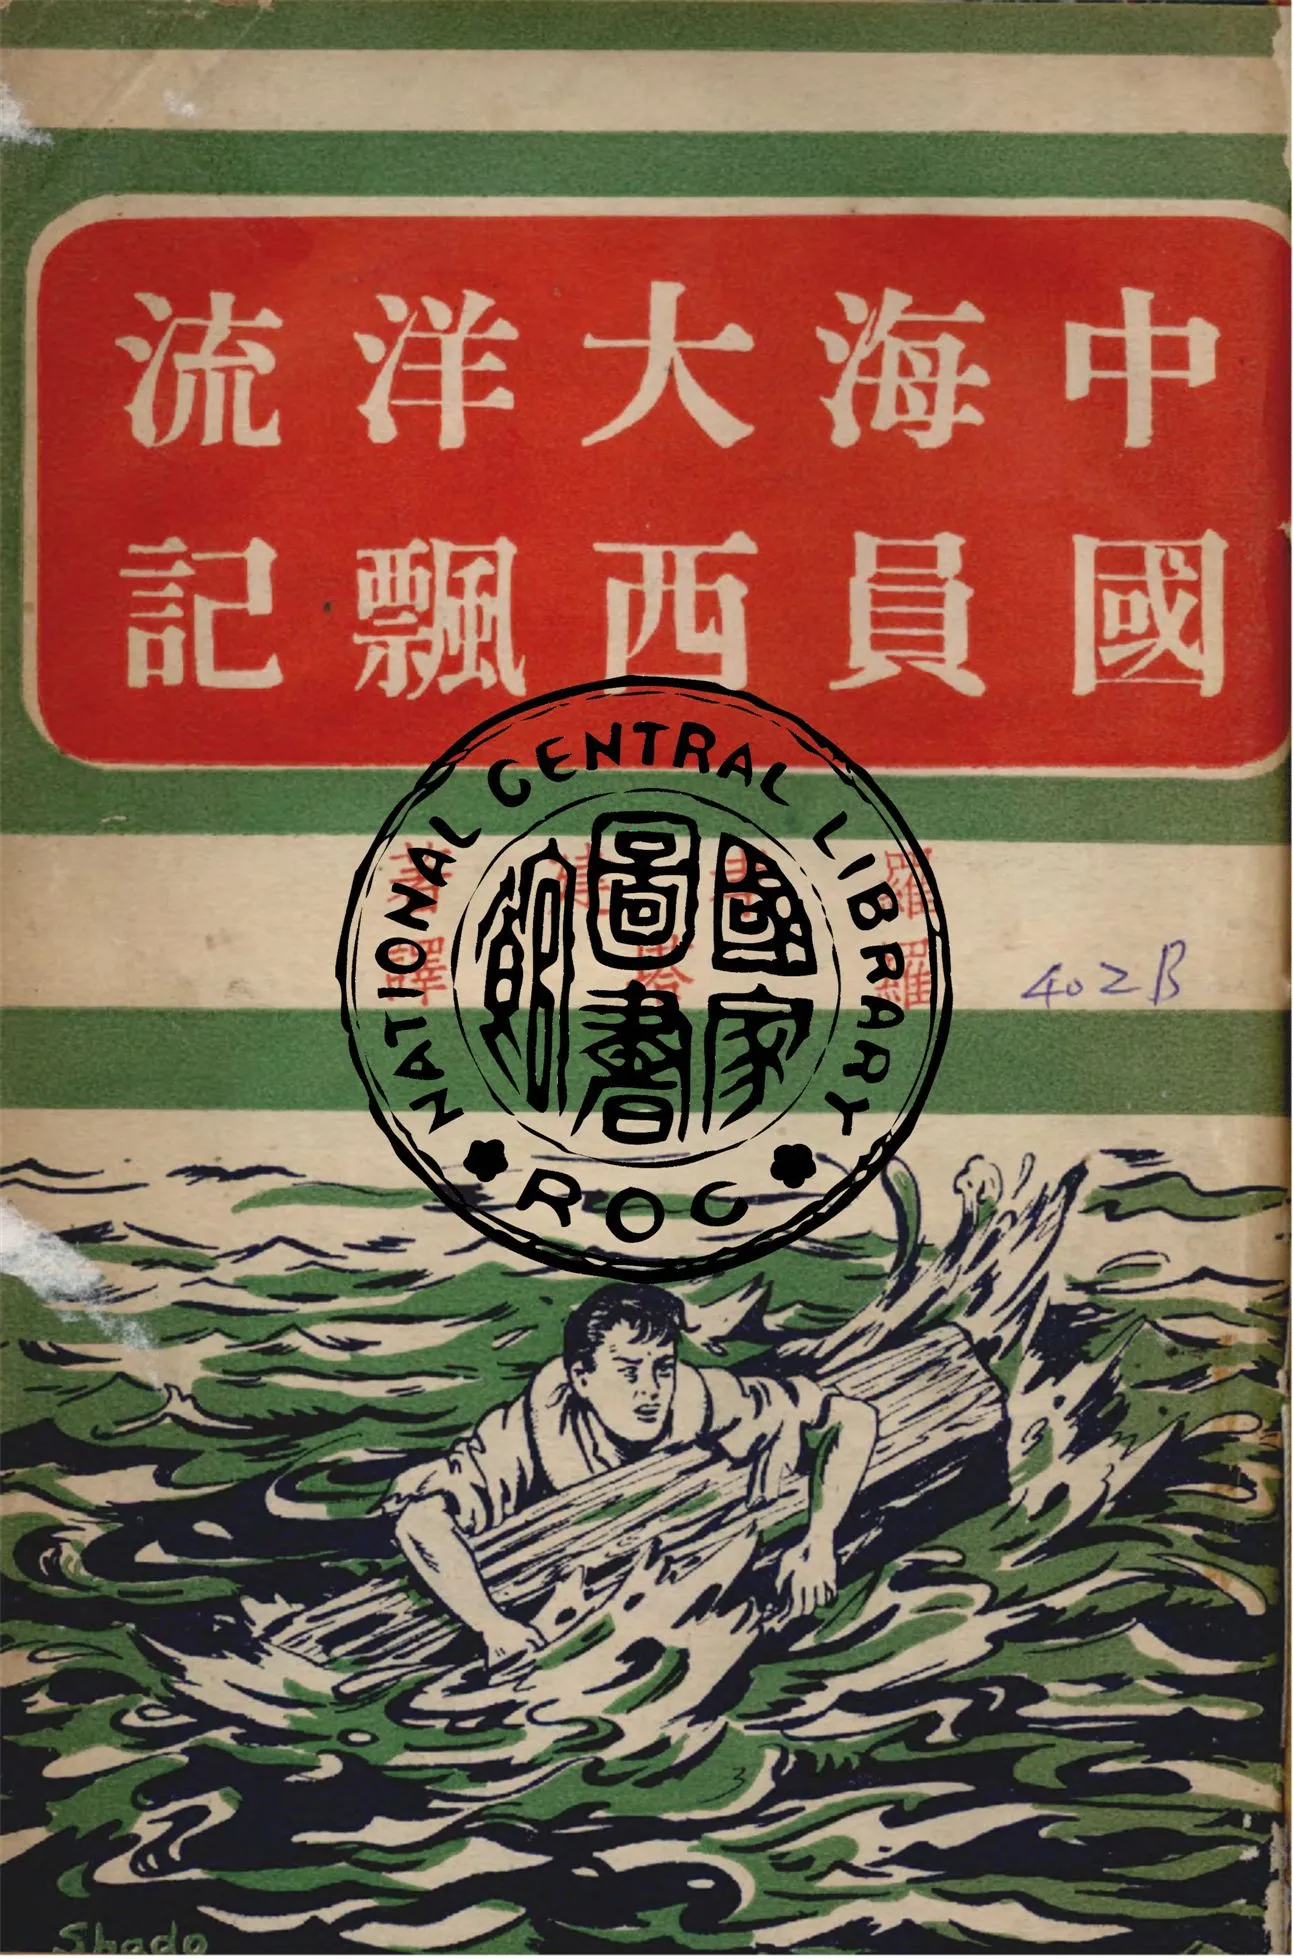 中國
海員
大西
洋飄
流記
NATIONAL CENTRAL LIBRARY
國家
圖書
館
ROC
402B
Shado